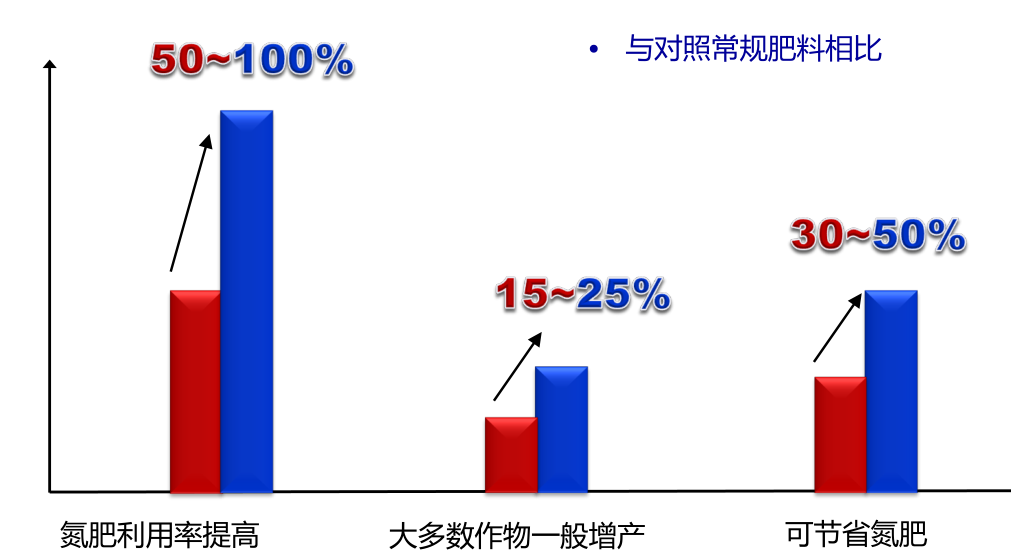 50~100%
• 与对照常规肥料相比
30~50%
15~25%
氮肥利用率提高
大多数作物一般增产
可节省氮肥